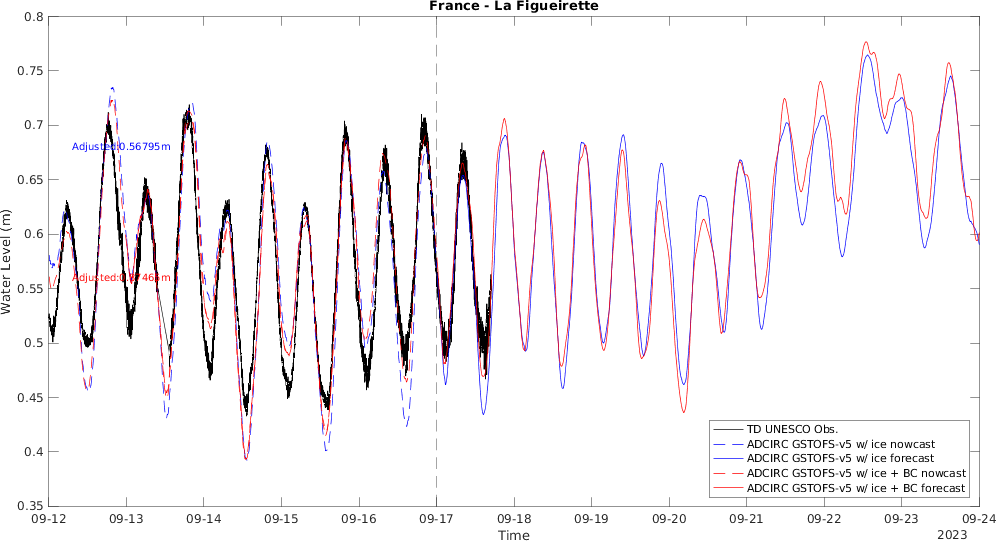 France - La Figueirette
0.8
0.75
0.7
0.65
0.6
0.55
0.5
0.45
0.4
0.35
Water Level (m)
Adjusted:0.56795m
TD UNESCO Obs.
ADCIRC GSTOFS-v5 w/ ice nowcast
ADCIRC GSTOFS-v5 w/ ice forecast
ADCIRC GSTOFS-v5 w/ ice + BC nowcast
ADCIRC GSTOFS-v5 w/ ice + BC forecast
09-12 09-13 09-14 09-15 09-16 09-17 09-18 09-19 09-20 09-21 09-22 09-23 09-24
Time
2023